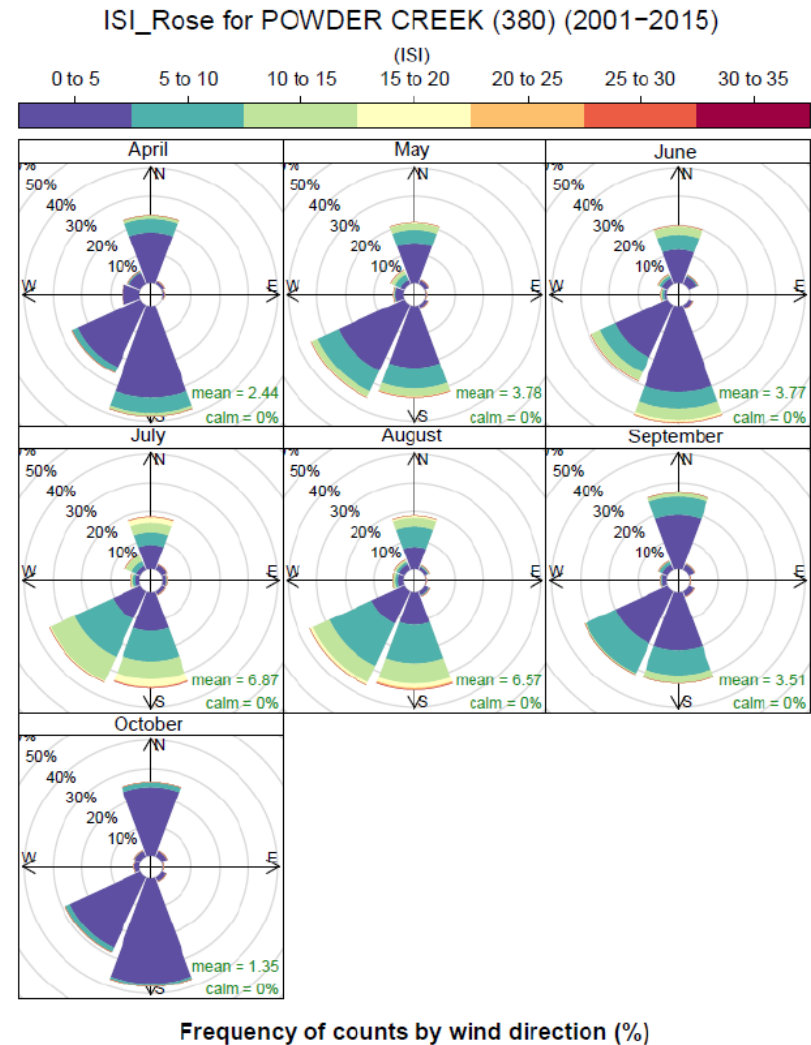 ISI_Rose for POWDER CREEK (380) (2001−2015)
(ISI)
0 to 5 5 to 10 10 to 15 15 to 20 20 to 25 25 to 30 30 to 35
April May June
50% 40% 30% 20% 10% N E S W mean = 2.44 calm = 0%
50% 40% 30% 20% 10% N E S W mean = 3.78 calm = 0%
50% 40% 30% 20% 10% N E S W mean = 3.77 calm = 0%
July August September
50% 40% 30% 20% 10% N E S W mean = 6.87 calm = 0%
50% 40% 30% 20% 10% N E S W mean = 6.57 calm = 0%
50% 40% 30% 20% 10% N E S W mean = 3.51 calm = 0%
October
50% 40% 30% 20% 10% N E S W mean = 1.35 calm = 0%
Frequency of counts by wind direction (%)